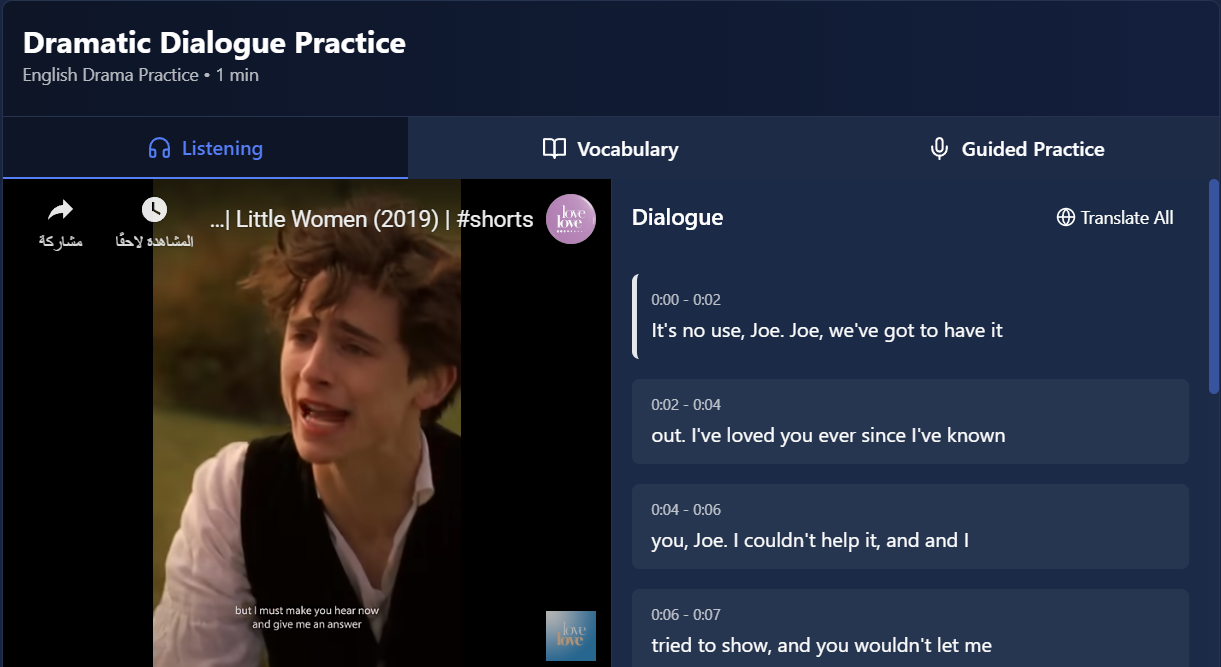 Dramatic Dialogue Practice
English Drama Practice • 1 min
Listening
Vocabulary
Guided Practice
مشاركة
المشاهدة لاحقًا
...| Little Women (2019) | #shorts
love
love
but I must make you hear now
and give me an answer
love
love
Dialogue
Translate All
0:00 - 0:02
It's no use, Joe. Joe, we've got to have it
0:02 - 0:04
out. I've loved you ever since I've known
0:04 - 0:06
you, Joe. I couldn't help it, and and I
0:06 - 0:07
tried to show, and you wouldn't let me